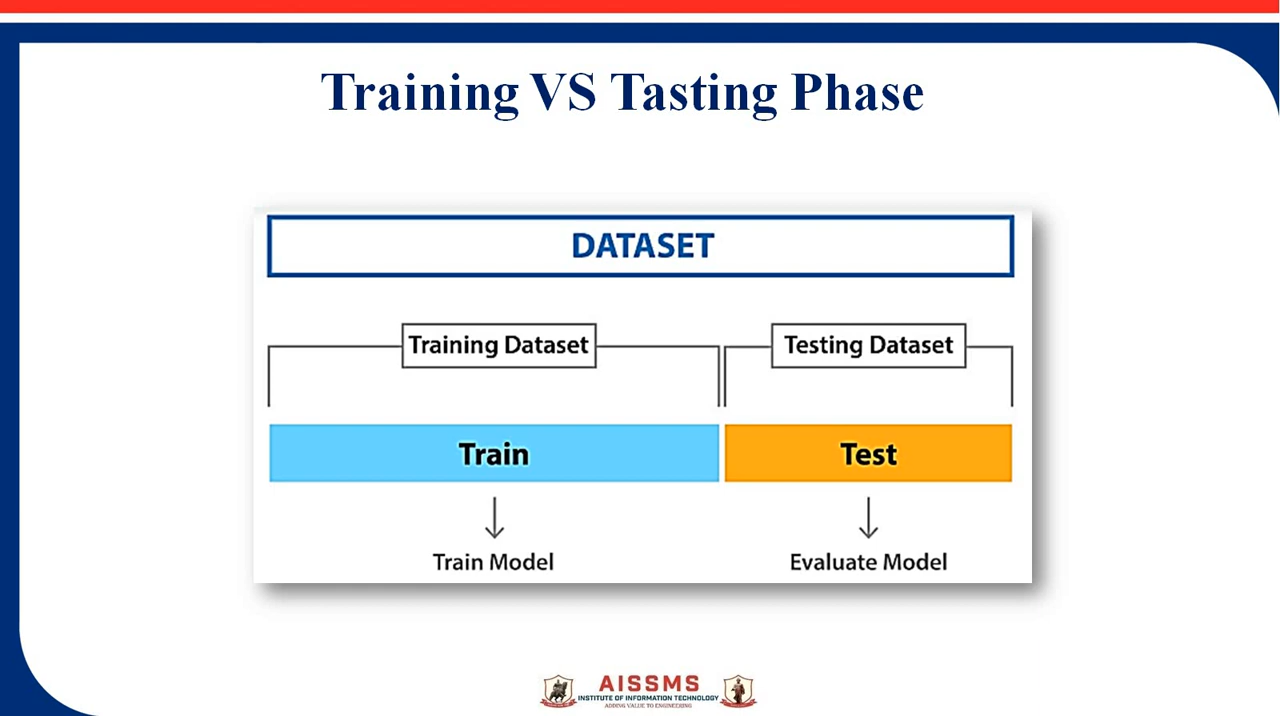 Training VS Tasting Phase
DATASET
Training Dataset
Testing Dataset
Train
Test
Train Model
Evaluate Model
AISSMS
INSTITUTE OF INFORMATION TECHNOLOGY
ADDING VALUE TO ENGINEERING